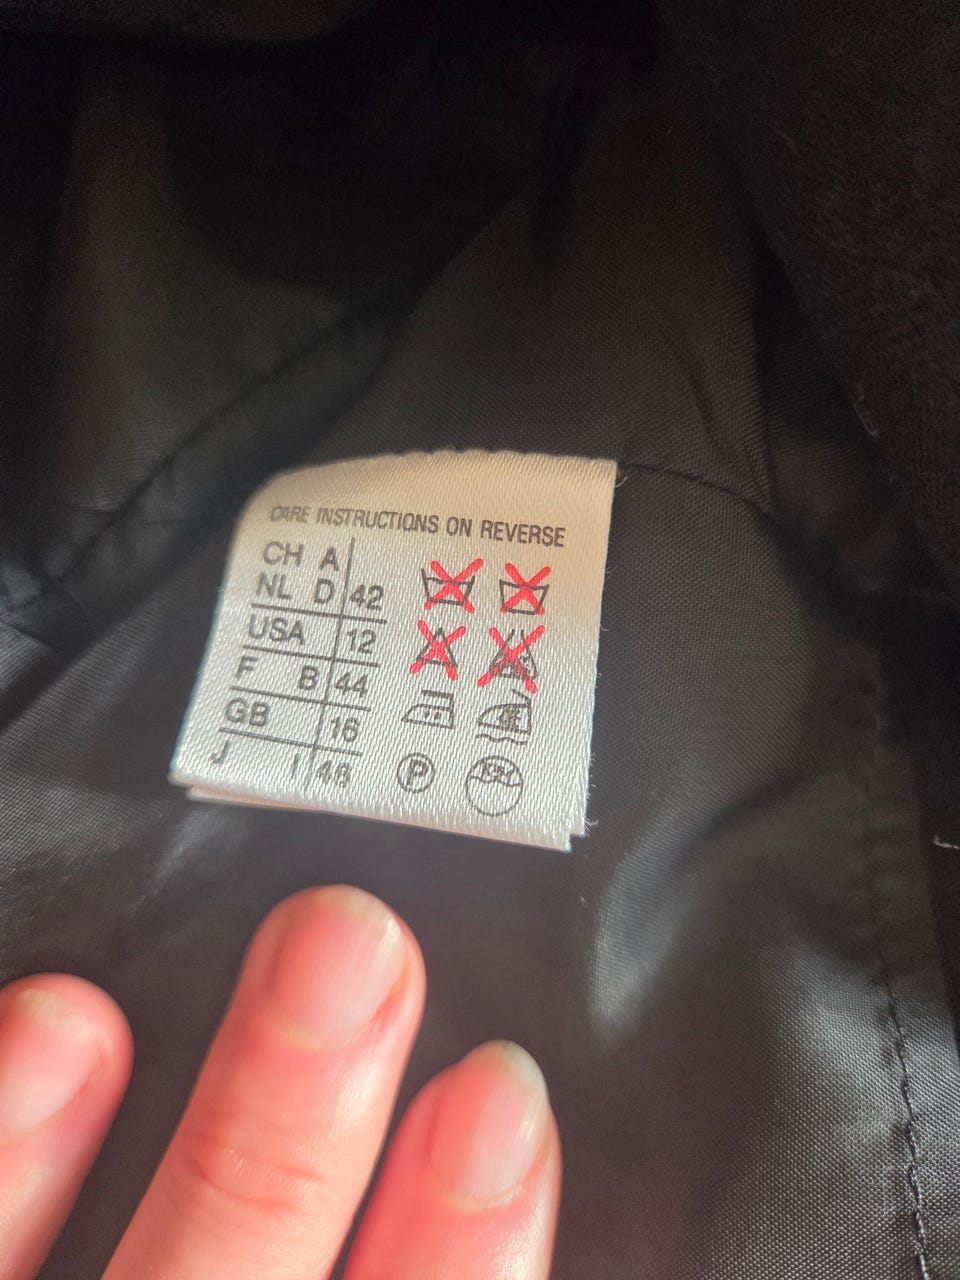 CARE INSTRUCTIONS ON REVERSE
CH A
NL D 42
USA 12
F B 44
GB 16
J I 46
P